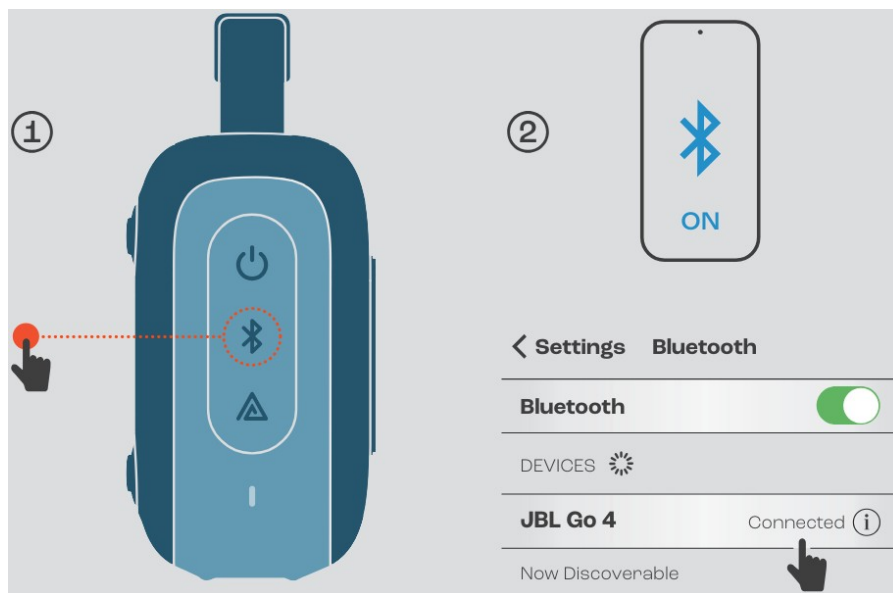 1
2
ON
Settings Bluetooth
Bluetooth
DEVICES
JBL Go 4 Connected i
Now Discoverable